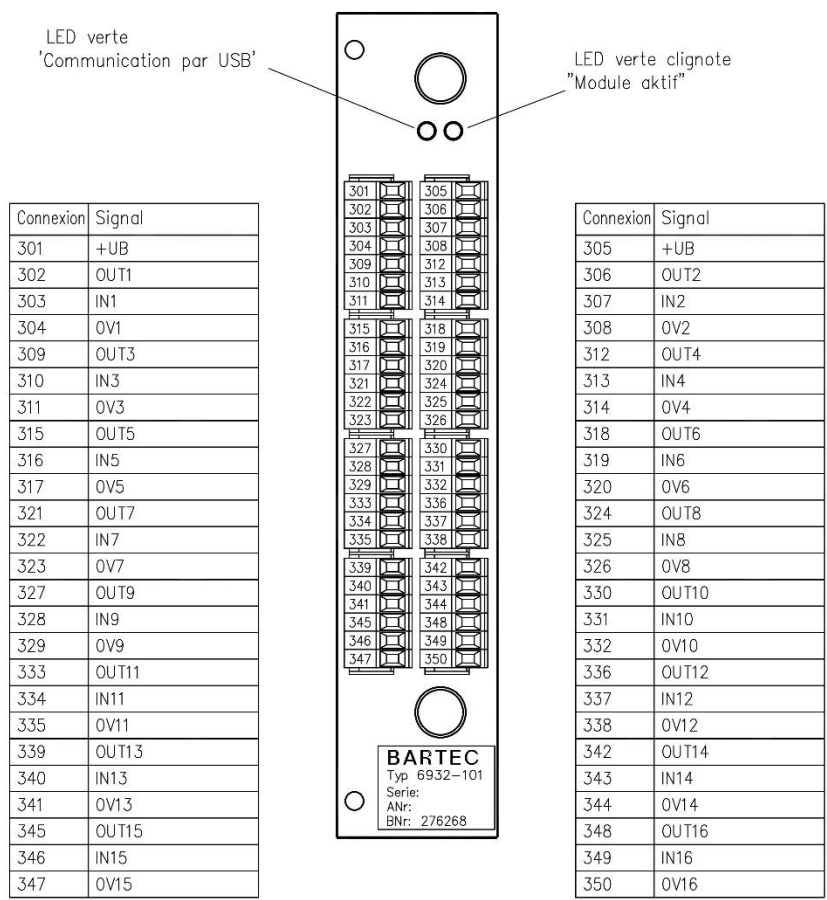 LED verte
'Communication par USB'
LED verte clignote
"Module aktif"
Connexion Signal
301 +UB
302 OUT1
303 IN1
304 0V1
309 OUT3
310 IN3
311 0V3
315 OUT5
316 IN5
317 0V5
321 OUT7
322 IN7
323 0V7
327 OUT9
328 IN9
329 0V9
333 OUT11
334 IN11
335 0V11
339 OUT13
340 IN13
341 0V13
345 OUT15
346 IN15
347 0V15
301 305
302 306
303 307
304 308
309 312
310 313
311 314
315 318
316 319
317 320
321 324
322 325
323 326
327 330
328 331
329 332
333 336
334 337
335 338
339 342
340 343
341 344
345 348
346 349
347 350
BARTEC
Typ 6932-101
Serie:
ANr:
BNr: 276268
Connexion Signal
305 +UB
306 OUT2
307 IN2
308 0V2
312 OUT4
313 IN4
314 0V4
318 OUT6
319 IN6
320 0V6
324 OUT8
325 IN8
326 0V8
330 OUT10
331 IN10
332 0V10
336 OUT12
337 IN12
338 0V12
342 OUT14
343 IN14
344 0V14
348 OUT16
349 IN16
350 0V16